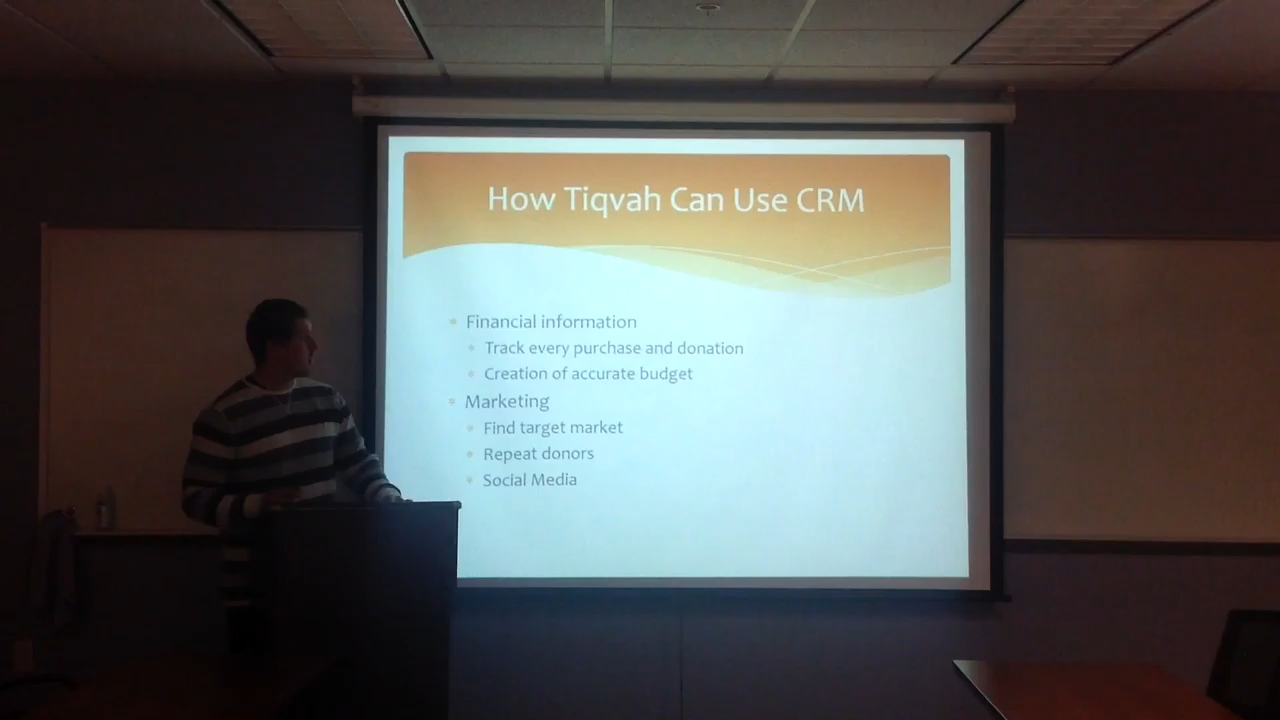 How Tiqvah Can Use CRM
Financial information
Track every purchase and donation
Creation of accurate budget
Marketing
Find target market
Repeat donors
Social Media